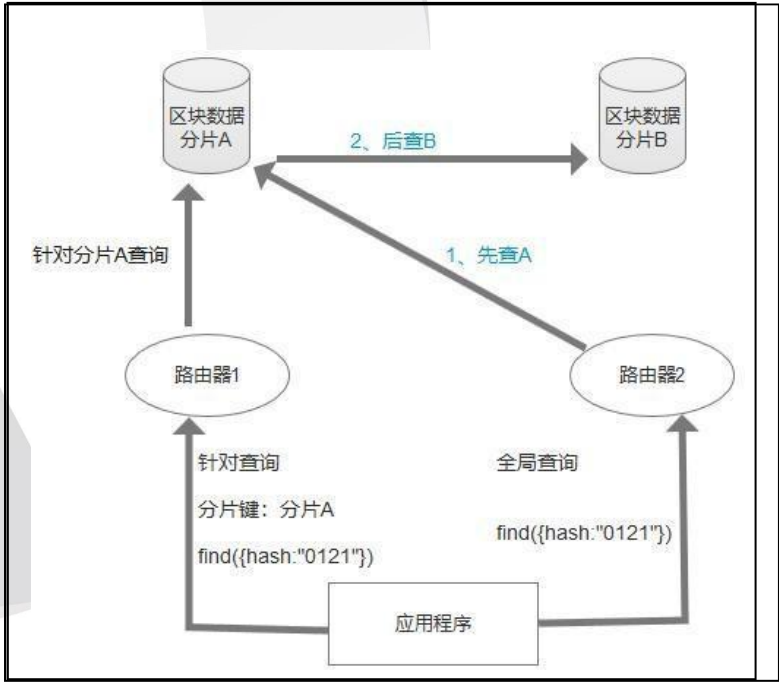 区块数据
分片A
区块数据
分片B
2、后查B
针对分片A查询
1、先查A
路由器1
路由器2
针对查询
分片键：分片A
find({hash:"0121"})
全局查询
find({hash:"0121"})
应用程序